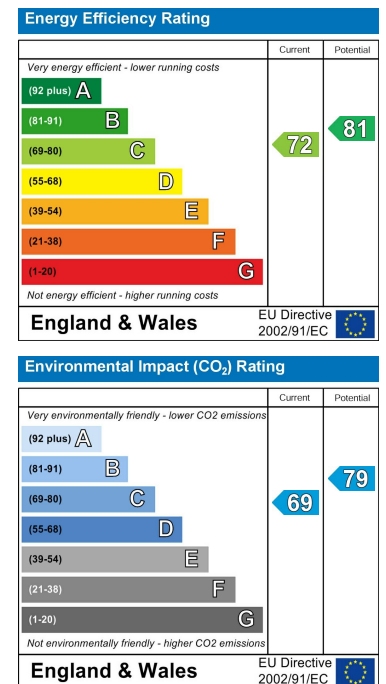 Energy Efficiency Rating
Current Potential
Very energy efficient - lower running costs
(92 plus) A
(81-91) B
81
(69-80) C
72
(55-68) D
(39-54) E
(21-38) F
(1-20) G
Not energy efficient - higher running costs
England & Wales
EU Directive
2002/91/EC
Environmental Impact (CO₂) Rating
Current Potential
Very environmentally friendly - lower CO2 emissions
(92 plus) A
(81-91) B
79
(69-80) C
69
(55-68) D
(39-54) E
(21-38) F
(1-20) G
Not environmentally friendly - higher CO2 emissions
England & Wales
EU Directive
2002/91/EC